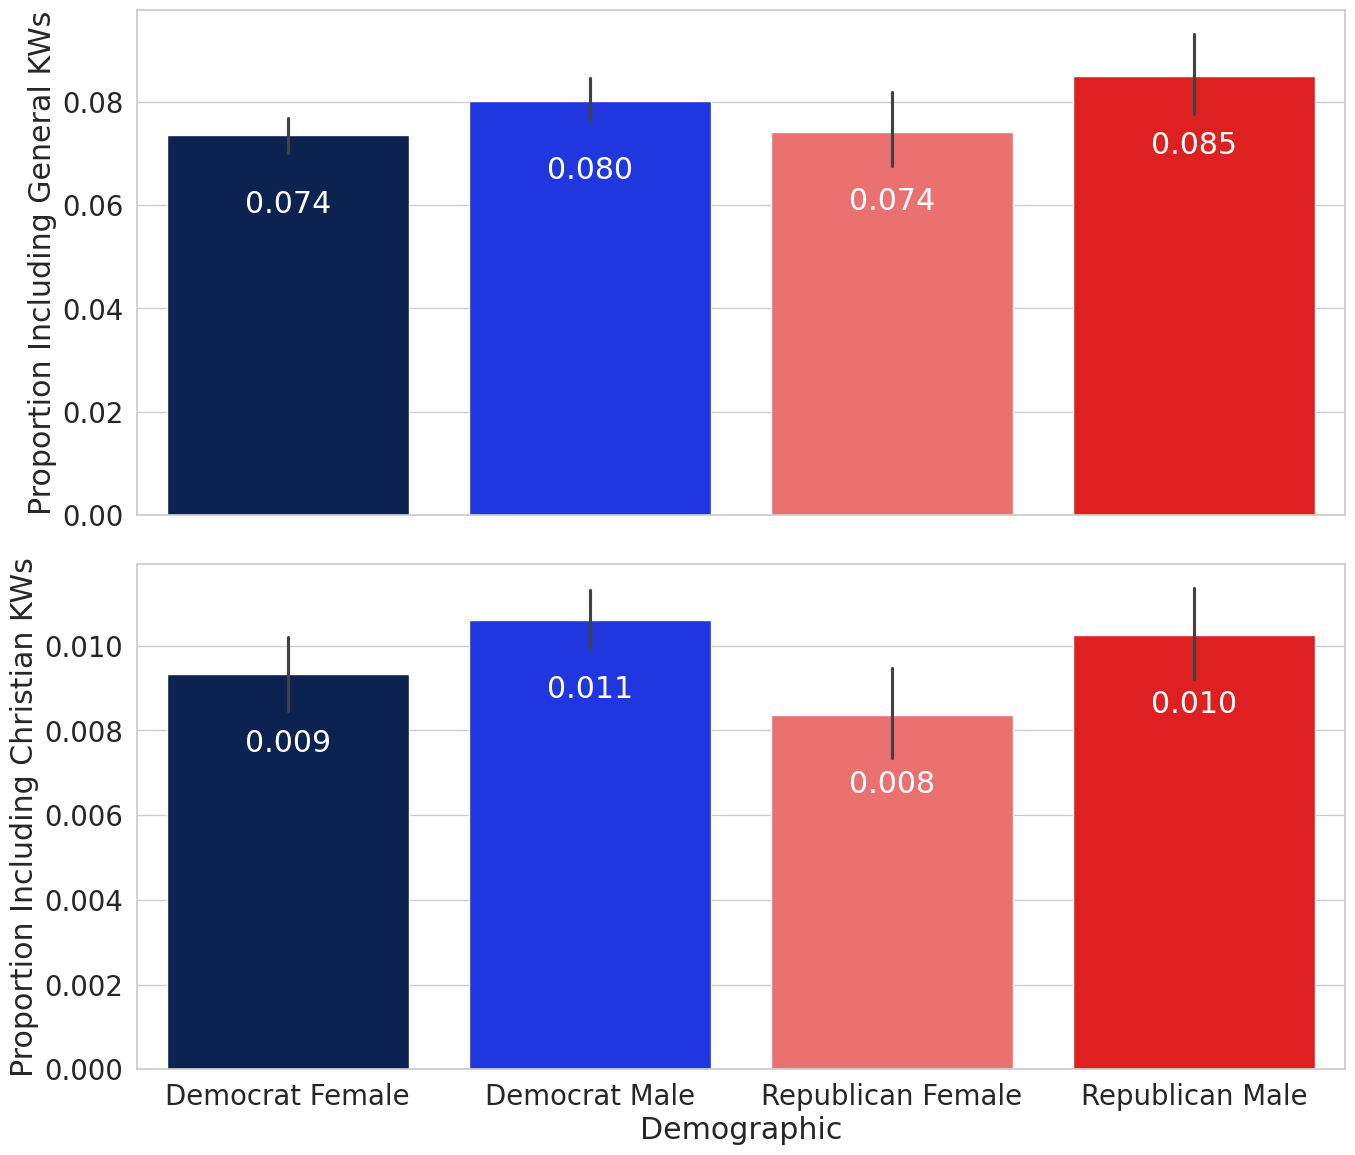 Proportion Including General KWs
0.08
0.06
0.04
0.02
0.00
0.074
0.080
0.074
0.085
Proportion Including Christian KWs
0.010
0.008
0.006
0.004
0.002
0.000
0.009
0.011
0.008
0.010
Democrat Female
Democrat Male
Republican Female
Republican Male
Demographic